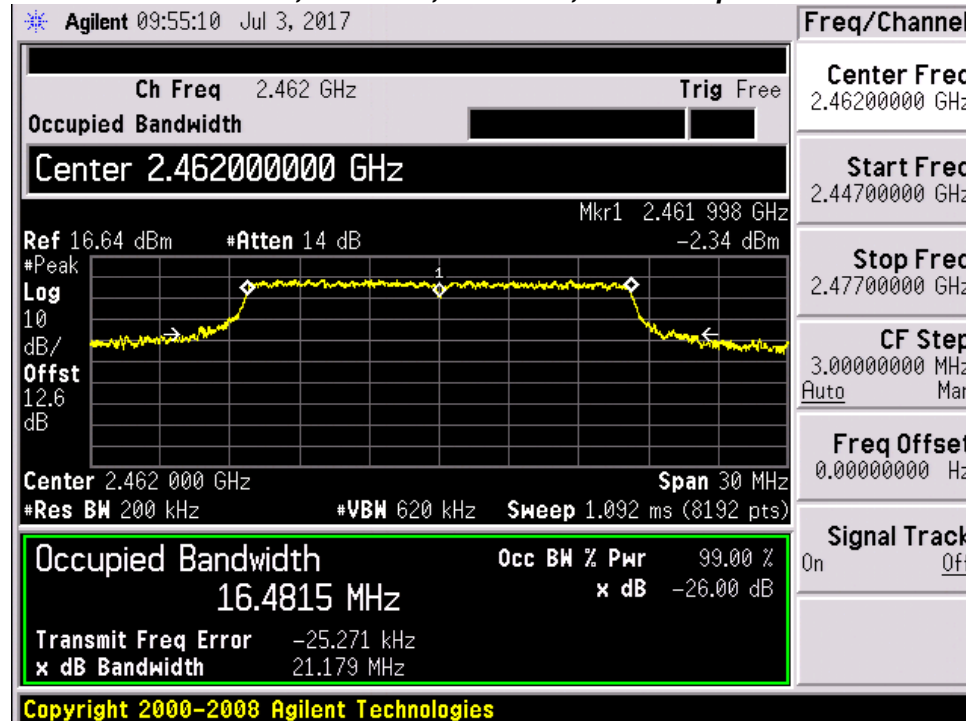 Agilent 09:55:10 Jul 3, 2017
Freq/Channel
Ch Freq 2.462 GHz Trig Free
Occupied Bandwidth
Center 2.462000000 GHz
Mkr1 2.461 998 GHz
Ref 16.64 dBm #Atten 14 dB -2.34 dBm
#Peak
Log
10
dB/
Offst
12.6
dB
1
Center 2.462 000 GHz Span 30 MHz
#Res BW 200 kHz #VBW 620 kHz Sweep 1.092 ms (8192 pts)
Occupied Bandwidth
16.4815 MHz
Occ BW % Pwr 99.00 %
x dB -26.00 dB
Transmit Freq Error -25.271 kHz
x dB Bandwidth 21.179 MHz
Center Freq
2.46200000 GHz
Start Freq
2.44700000 GHz
Stop Freq
2.47700000 GHz
CF Step
3.00000000 MHz
Auto Man
Freq Offset
0.00000000 Hz
Signal Track
On Off
Copyright 2000-2008 Agilent Technologies